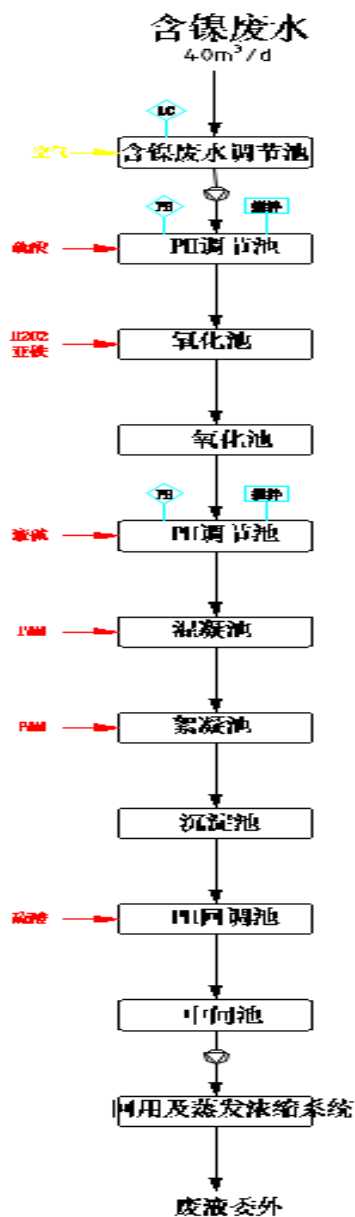 含镍废水
40m³/d
LC
空气
含镍废水调节池
PH
搅拌
硫酸
PH调节池
H2O2
亚铁
氧化池
氧化池
PH
搅拌
液碱
PH调节池
混凝池
PAM
絮凝池
沉淀池
硫酸
PH回调池
中间池
回用及蒸发浓缩系统
废液委外